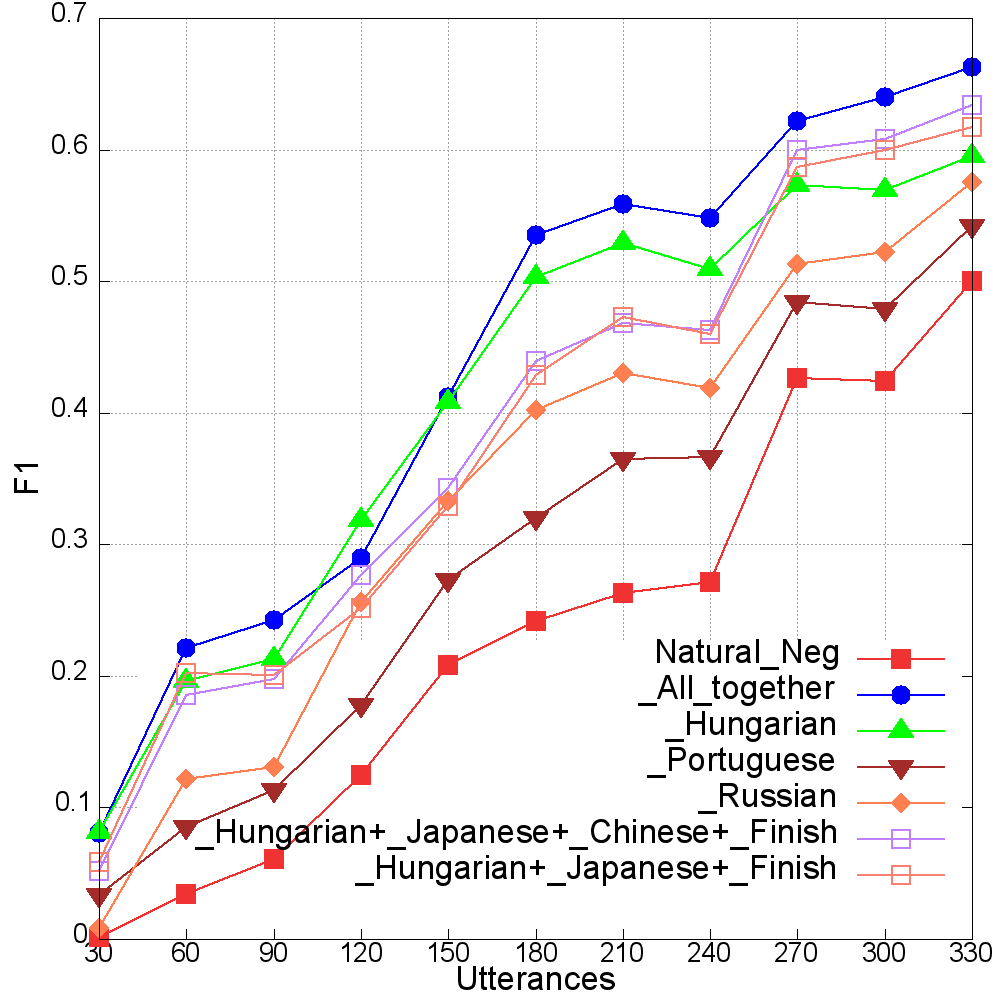 0.7
0.6
0.5
0.4
0.3
0.2
0.1
0
F1
30 60 90 120 150 180 210 240 270 300 330
Utterances
Natural_Neg
_All_together
_Hungarian
_Portuguese
_Russian
_Hungarian+_Japanese+_Chinese+_Finish
_Hungarian+_Japanese+_Finish